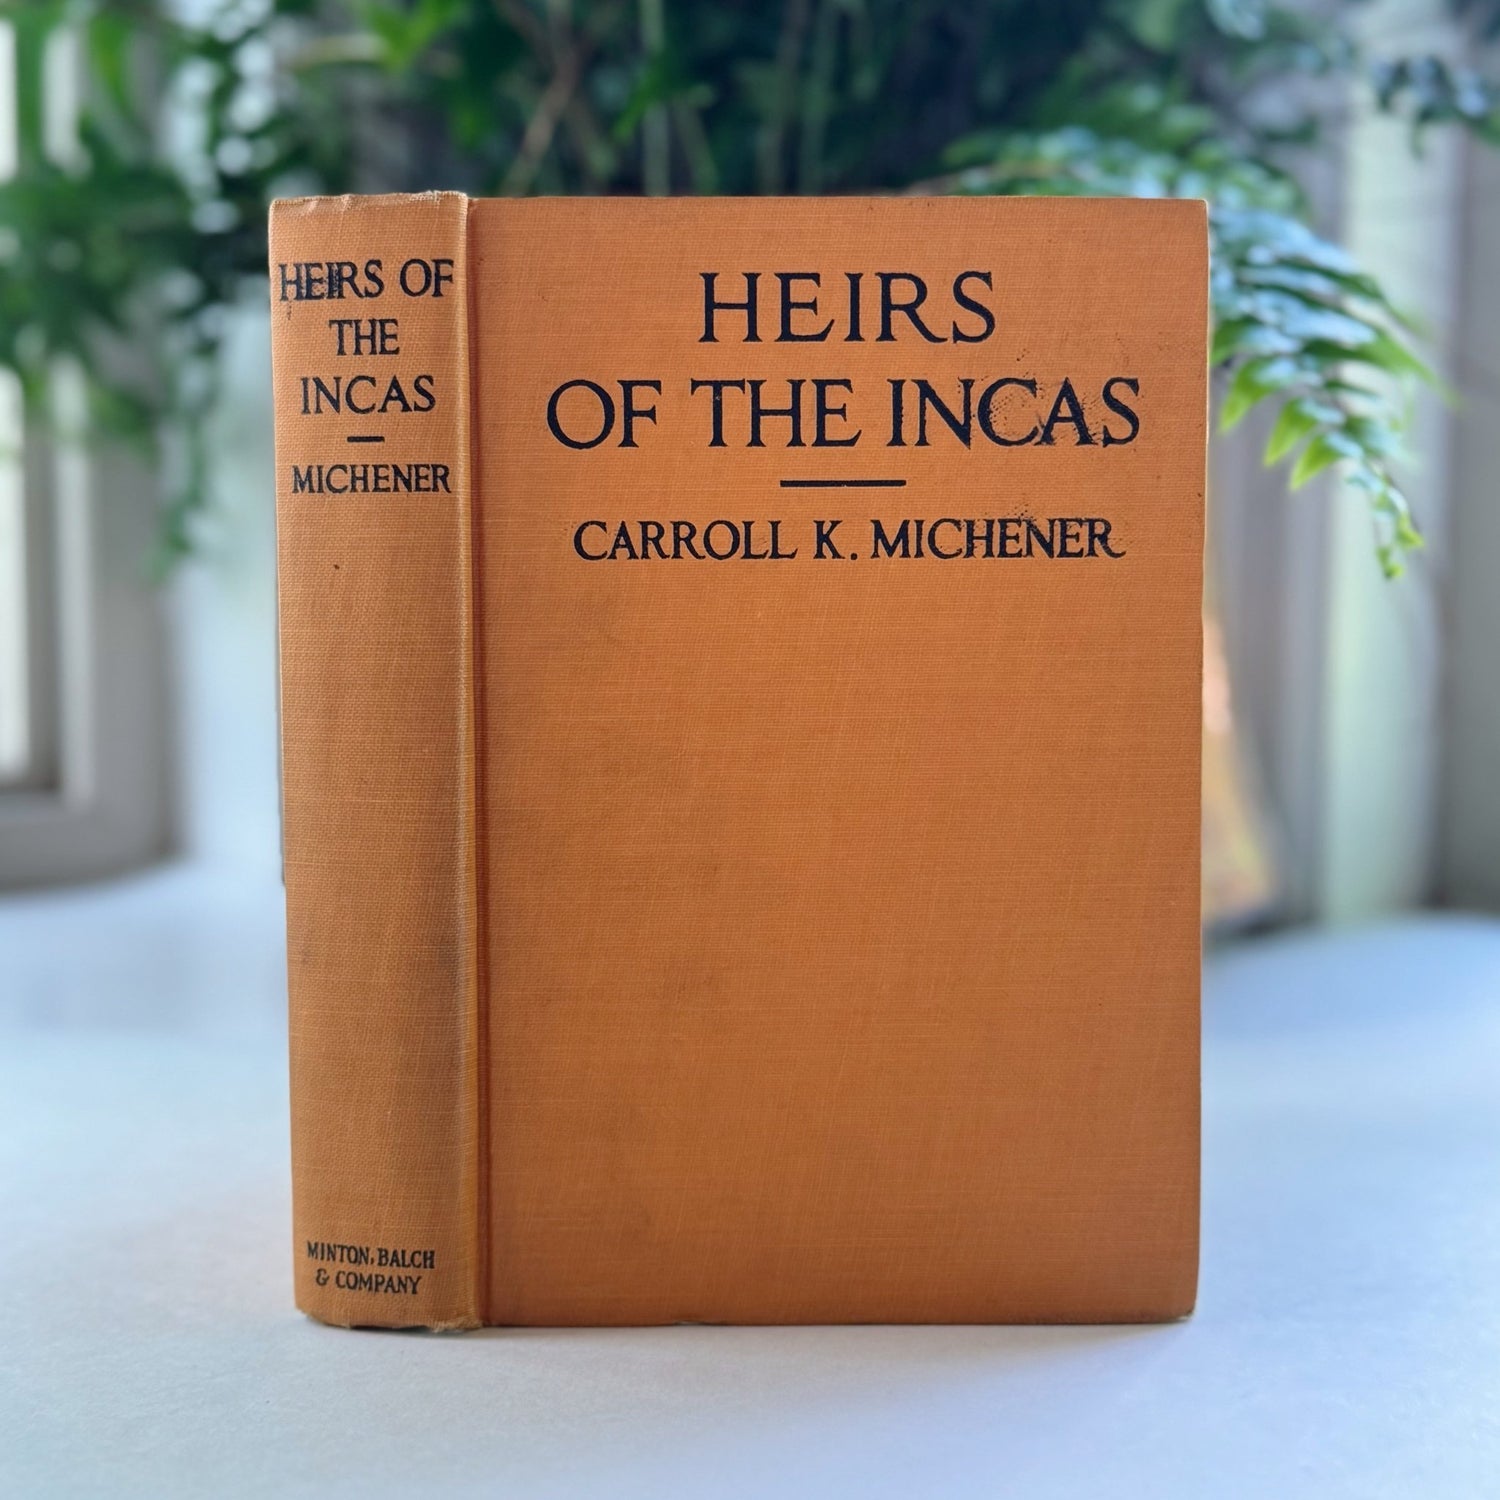 HEIRS OF
THE
INCAS
MICHENER
MINTON, BALCH
& COMPANY
HEIRS
OF THE INCAS
CARROLL K. MICHENER